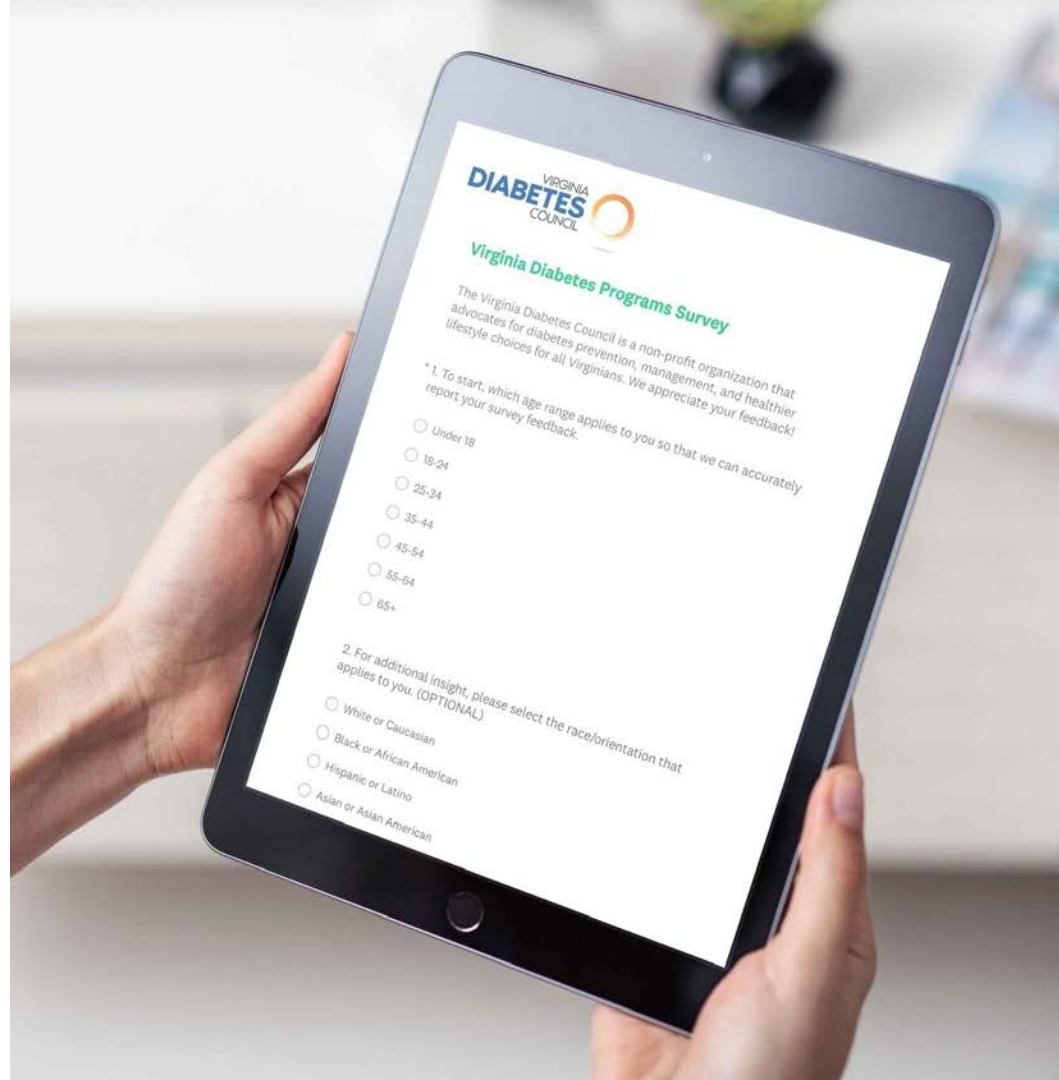 VIRGINIA
DIABETES
COUNCIL
Virginia Diabetes Programs Survey
The Virginia Diabetes Council is a non-profit organization that
advocates for diabetes prevention, management, and healthier
lifestyle choices for all Virginians. We appreciate your feedback!
* 1. To start, which age range applies to you so that we can accurately
report your survey feedback.
Under 18
18-24
25-34
35-44
45-54
55-64
65+
2. For additional insight, please select the race/orientation that
applies to you. (OPTIONAL)
White or Caucasian
Black or African American
Hispanic or Latino
Asian or Asian American